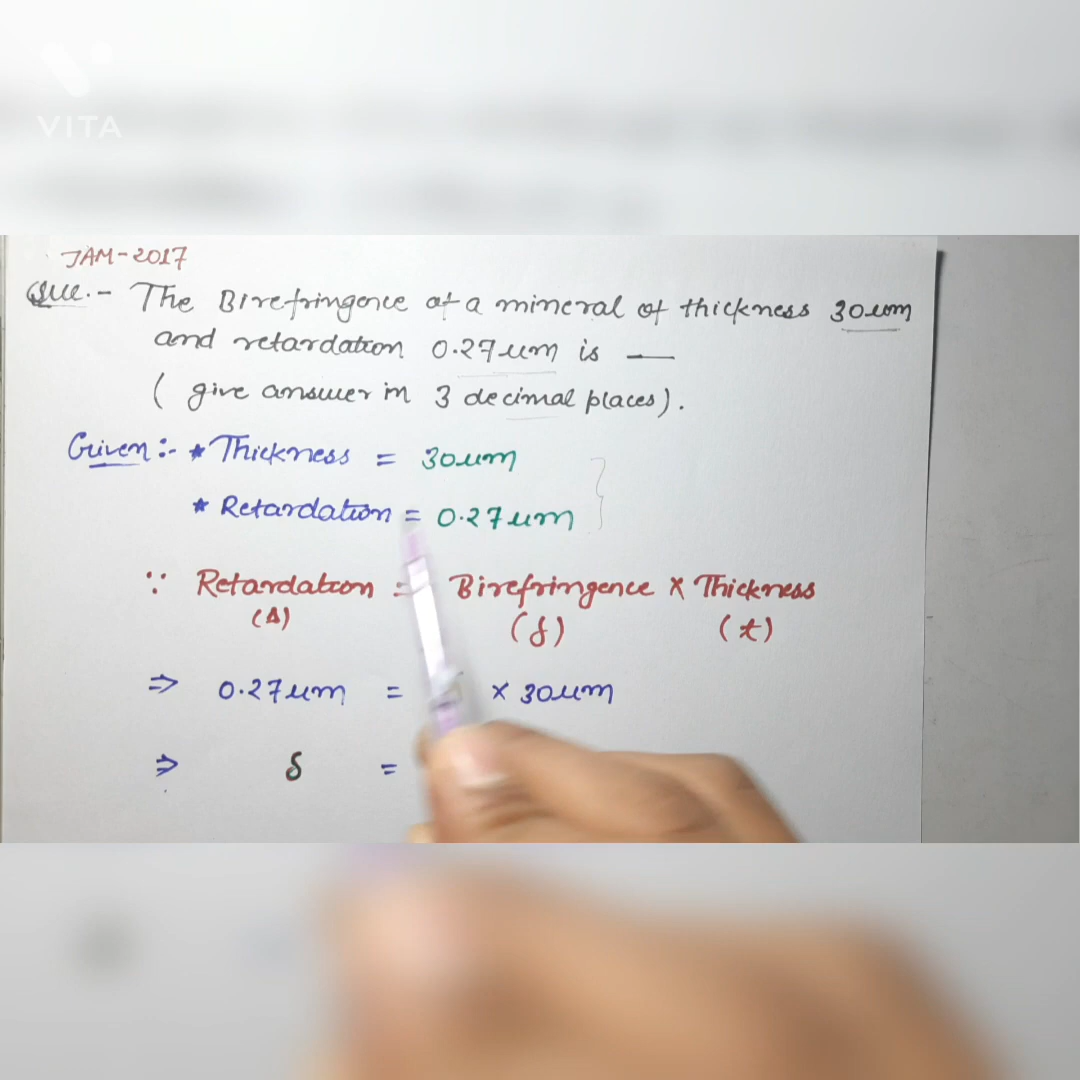 VITA
JAM-2017
Que.- The Birefringence of a mineral of thickness 30um
and retardation 0.27um is —
( give answer in 3 decimal places).
Given:- * Thickness = 30um
* Retardation = 0.27um
∵ Retardation = Birefringence × Thickness
(Δ) (δ) (t)
⇒ 0.27um = × 30um
⇒ δ =